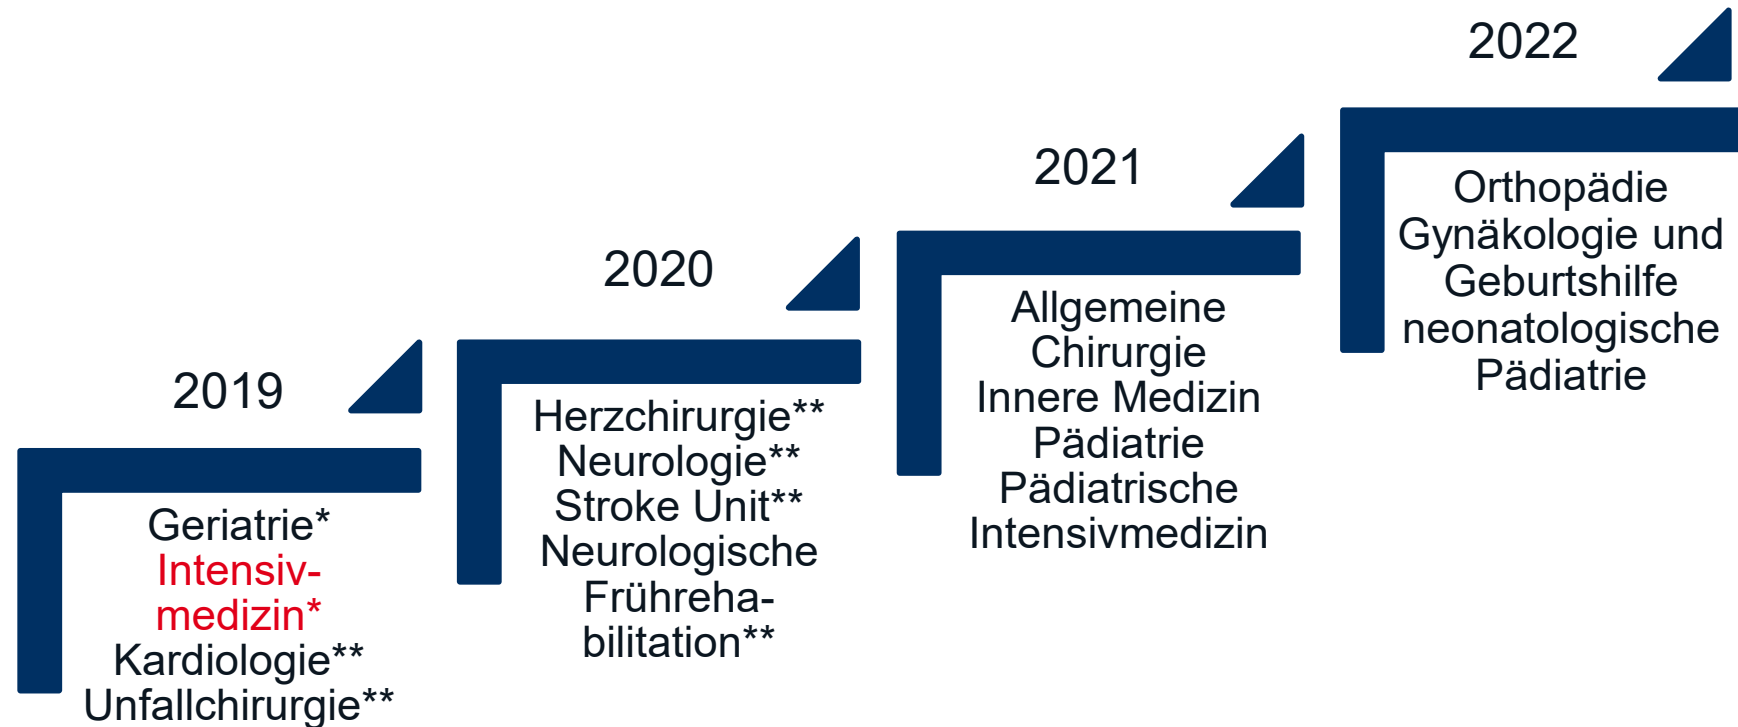 2019
Geriatrie*
Intensiv-
medizin*
Kardiologie**
Unfallchirurgie**
2020
Herzchirurgie**
Neurologie**
Stroke Unit**
Neurologische
Frühreha-
bilitation**
2021
Allgemeine
Chirurgie
Innere Medizin
Pädiatrie
Pädiatrische
Intensivmedizin
2022
Orthopädie
Gynäkologie und
Geburtshilfe
neonatologische
Pädiatrie